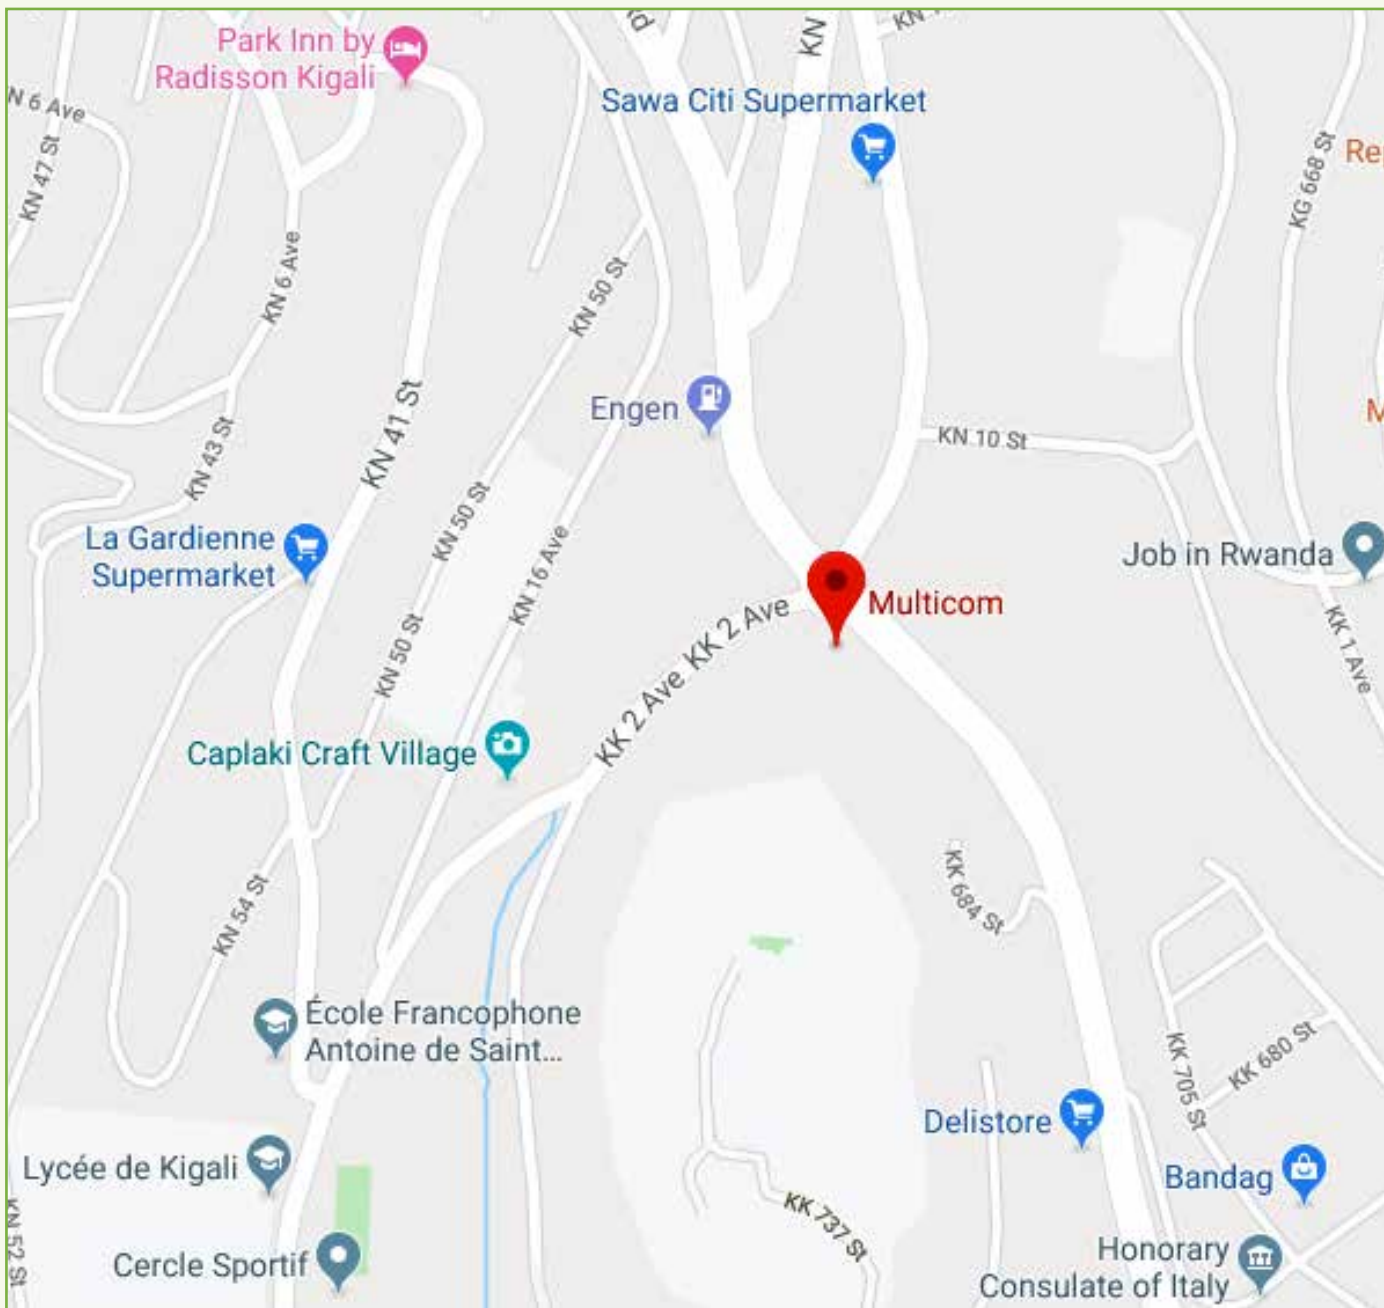 Rd
KN
KN
Park Inn by
Radisson Kigali
Sawa Citi Supermarket
N 6 Ave
KN 47 St
KG 668 St
KN 6 Ave
KN 50 St
Engen
KN 41 St
KN 10 St
KN 43 St
KN 50 St
La Gardienne
Supermarket
KN 16 Ave
Job in Rwanda
Multicom
KK 2 Ave
KK 2 Ave
KK 1 Ave
KN 50 St
Caplaki Craft Village
KN 54 St
KK 684 St
École Francophone
Antoine de Saint...
KK 680 St
KK 705 St
Delistore
Lycée de Kigali
Bandag
KK 737 St
KN 52 St
Cercle Sportif
Honorary
Consulate of Italy